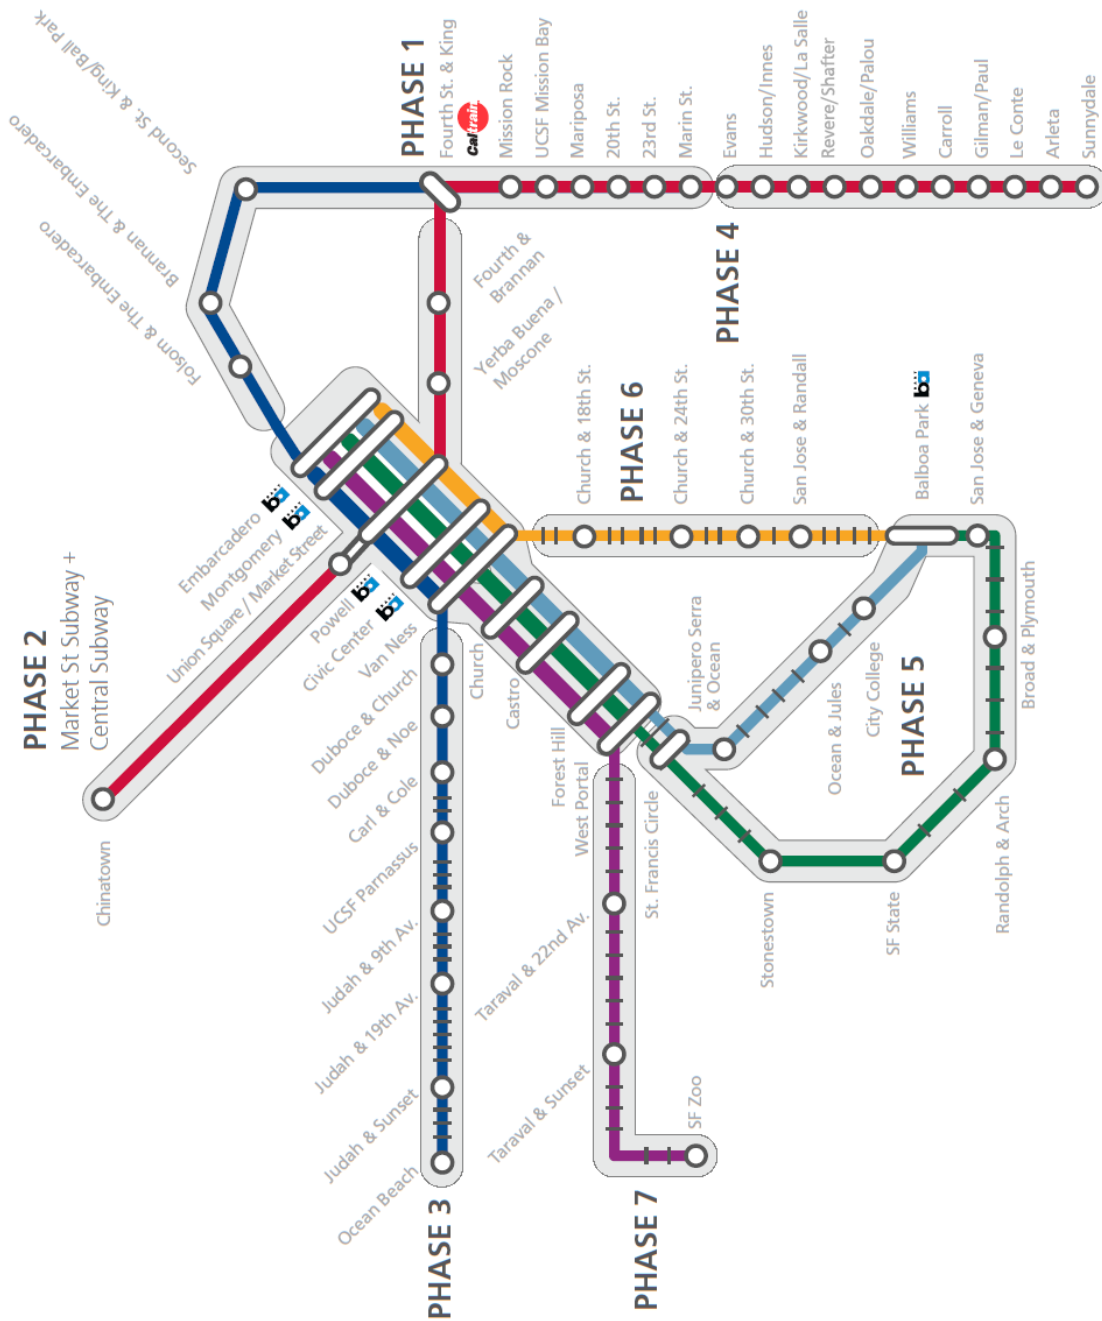 PHASE 1
Fourth St. & King
Caltrain
Mission Rock
UCSF Mission Bay
Mariposa
20th St.
23rd St.
Marin St.
Evans
Hudson/Innes
Kirkwood/La Salle
Revere/Shafter
Oakdale/Palou
Williams
Carroll
Gilman/Paul
Le Conte
Arleta
Sunnydale
PHASE 4
Second St. & King/Ball Park
Brannan & The Embarcadero
Folsom & The Embarcadero
Fourth &
Brannan
Yerba Buena /
Moscone
PHASE 2
Market St Subway +
Central Subway
Embarcadero
ba
Montgomery
ba
Union Square / Market Street
Powell
ba
Civic Center
ba
Van Ness
Church
Castro
Forest Hill
West Portal
St. Francis Circle
Chinatown
Duboce & Church
Duboce & Noe
Carl & Cole
UCSF Parnassus
Judah & 9th Av.
Judah & 19th Av.
Judah & Sunset
Ocean Beach
PHASE 3
Church & 18th St.
PHASE 6
Church & 24th St.
Church & 30th St.
San Jose & Randall
Balboa Park
ba
San Jose & Geneva
Junipero Serra
& Ocean
Ocean & Jules
City College
PHASE 5
Broad & Plymouth
Randolph & Arch
SF State
Stonestown
Taraval & 22nd Av.
Taraval & Sunset
SF Zoo
PHASE 7